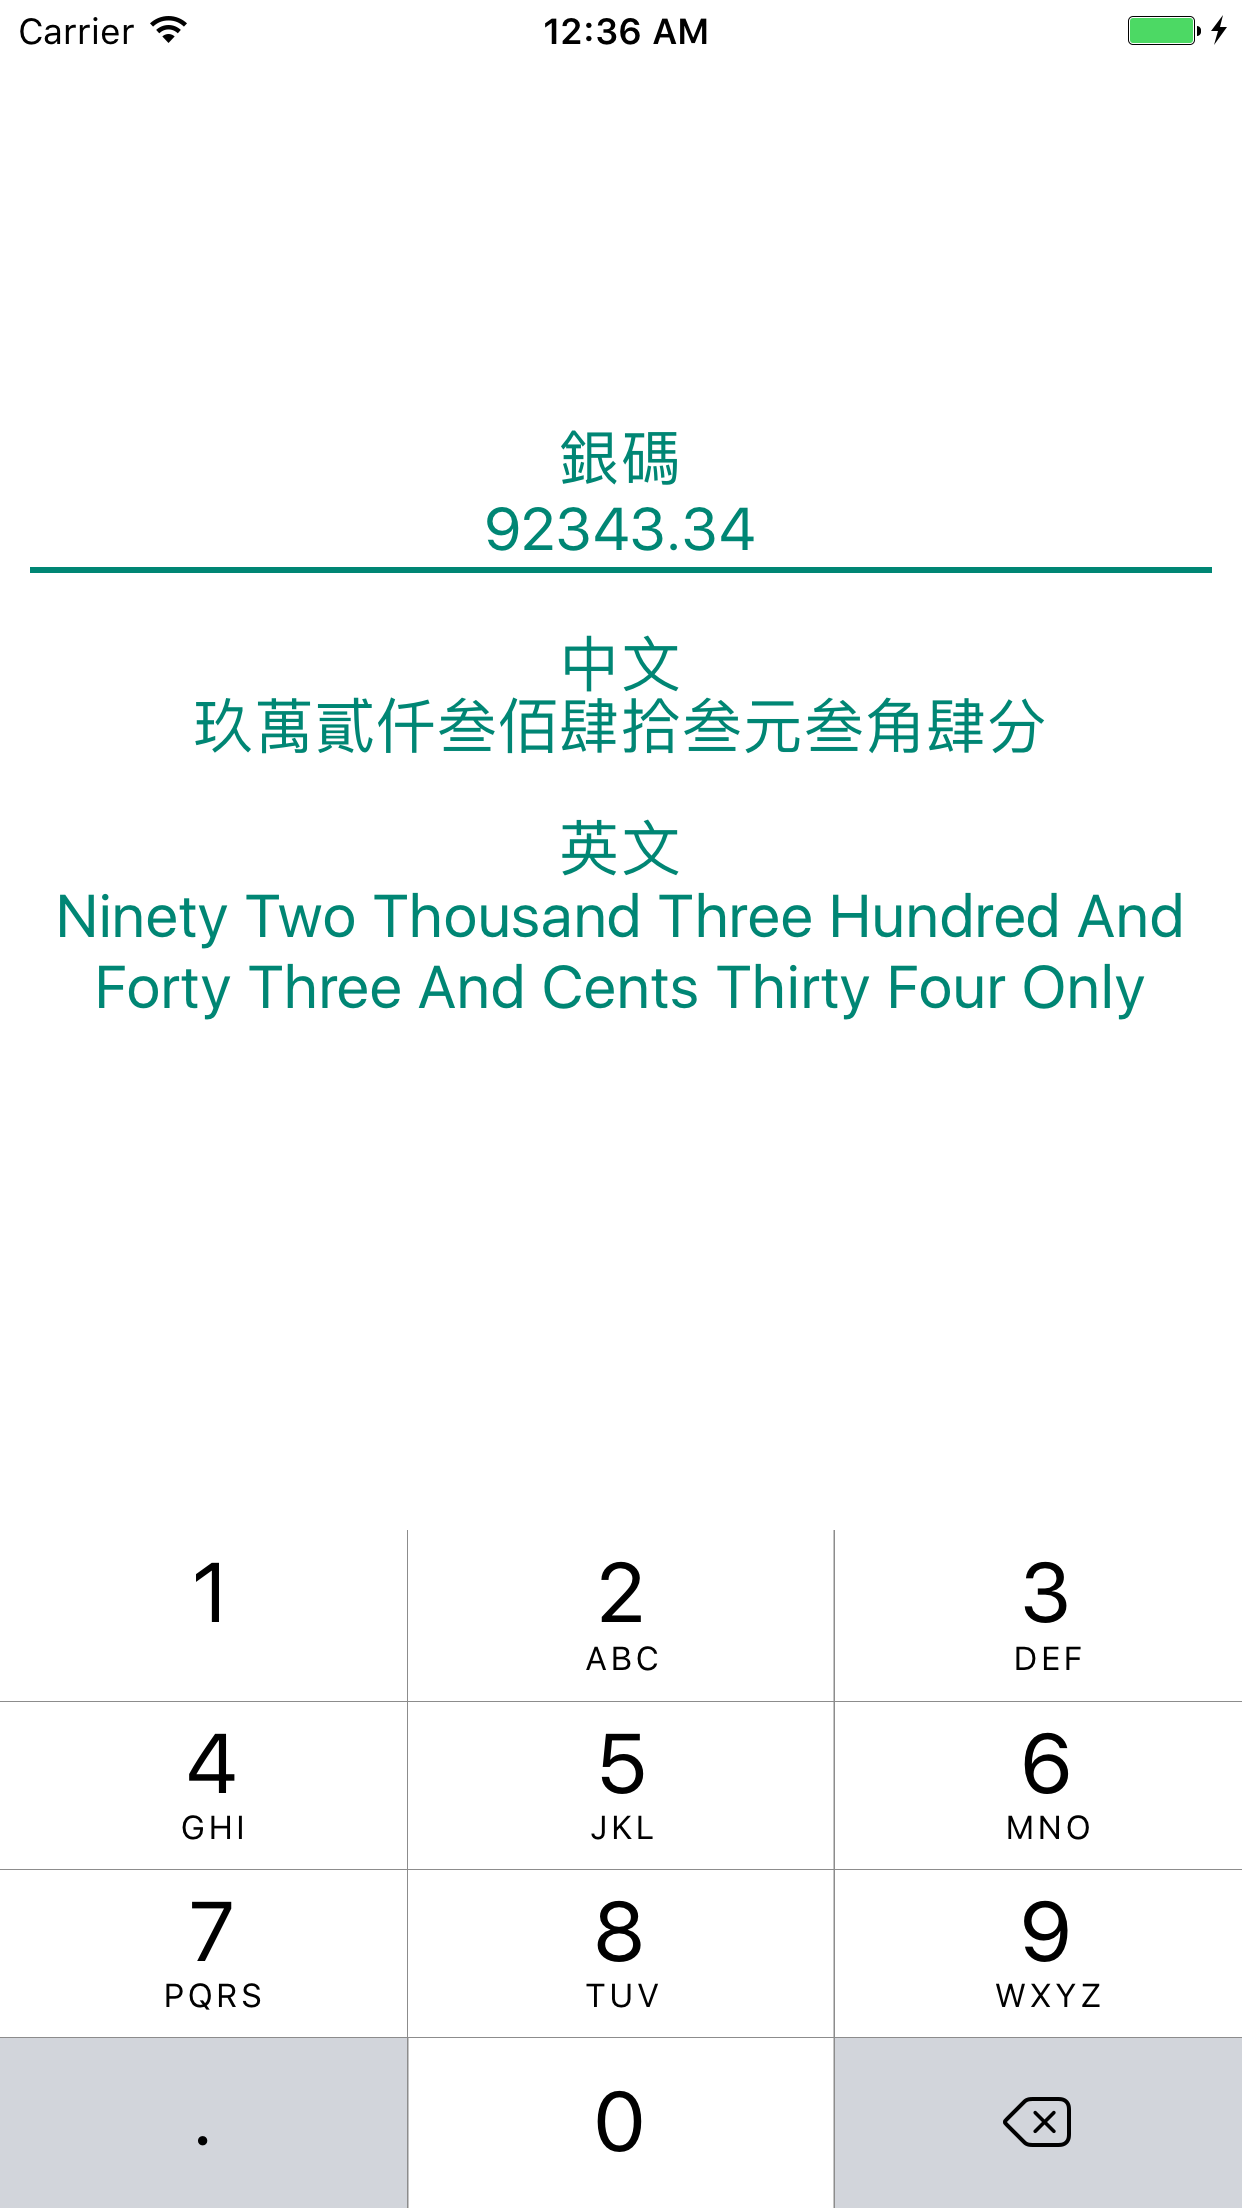 Carrier 12:36 AM
銀碼
92343.34
中文
玖萬貳仟叁佰肆拾叁元叁角肆分
英文
Ninety Two Thousand Three Hundred And
Forty Three And Cents Thirty Four Only
1 2 3
ABC DEF
4 5 6
GHI JKL MNO
7 8 9
PQRS TUV WXYZ
. 0